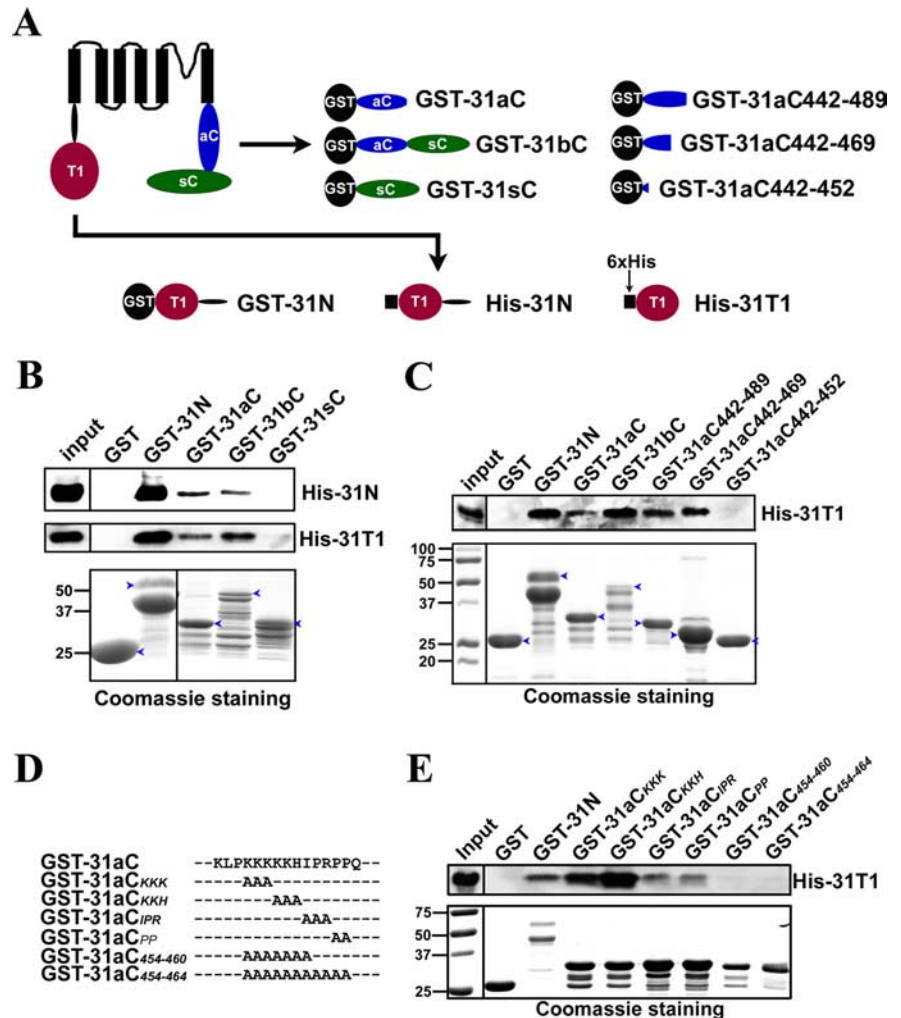 A
aC
T1
sC
GST aC GST-31aC
GST aC sC GST-31bC
GST sC GST-31sC
GST GST-31aC442-489
GST GST-31aC442-469
GST GST-31aC442-452
GST T1 GST-31N
T1 His-31N
6xHis
T1 His-31T1
B
input GST GST-31N GST-31aC GST-31bC GST-31sC
His-31N
His-31T1
50
37
25
Coomassie staining
C
input GST GST-31N GST-31aC GST-31bC GST-31aC442-489 GST-31aC442-469 GST-31aC442-452
His-31T1
100
75
50
37
25
20
Coomassie staining
D
GST-31aC --KLPKKKKKHIPRPPQ--
GST-31aCKKK -----AAA----------
GST-31aCKKH -------AAA--------
GST-31aCIPR ----------AAA-----
GST-31aCPP -------------AA---
GST-31aC454-460 -----AAAAAAA------
GST-31aC454-464 -----AAAAAAAAAAA--
E
Input GST GST-31N GST-31aCKKK GST-31aCKKH GST-31aCIPR GST-31aCPP GST-31aC454-460 GST-31aC454-464
His-31T1
75
50
37
25
Coomassie staining